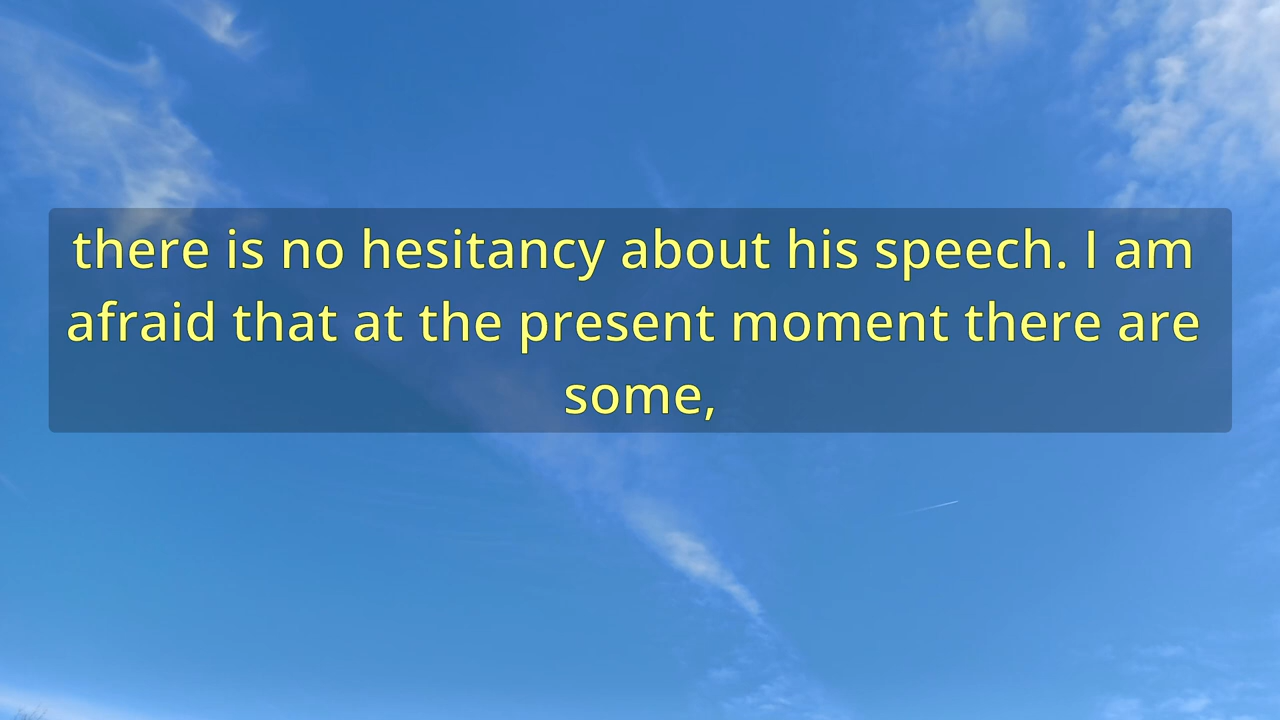 there is no hesitancy about his speech. I am
afraid that at the present moment there are
some,